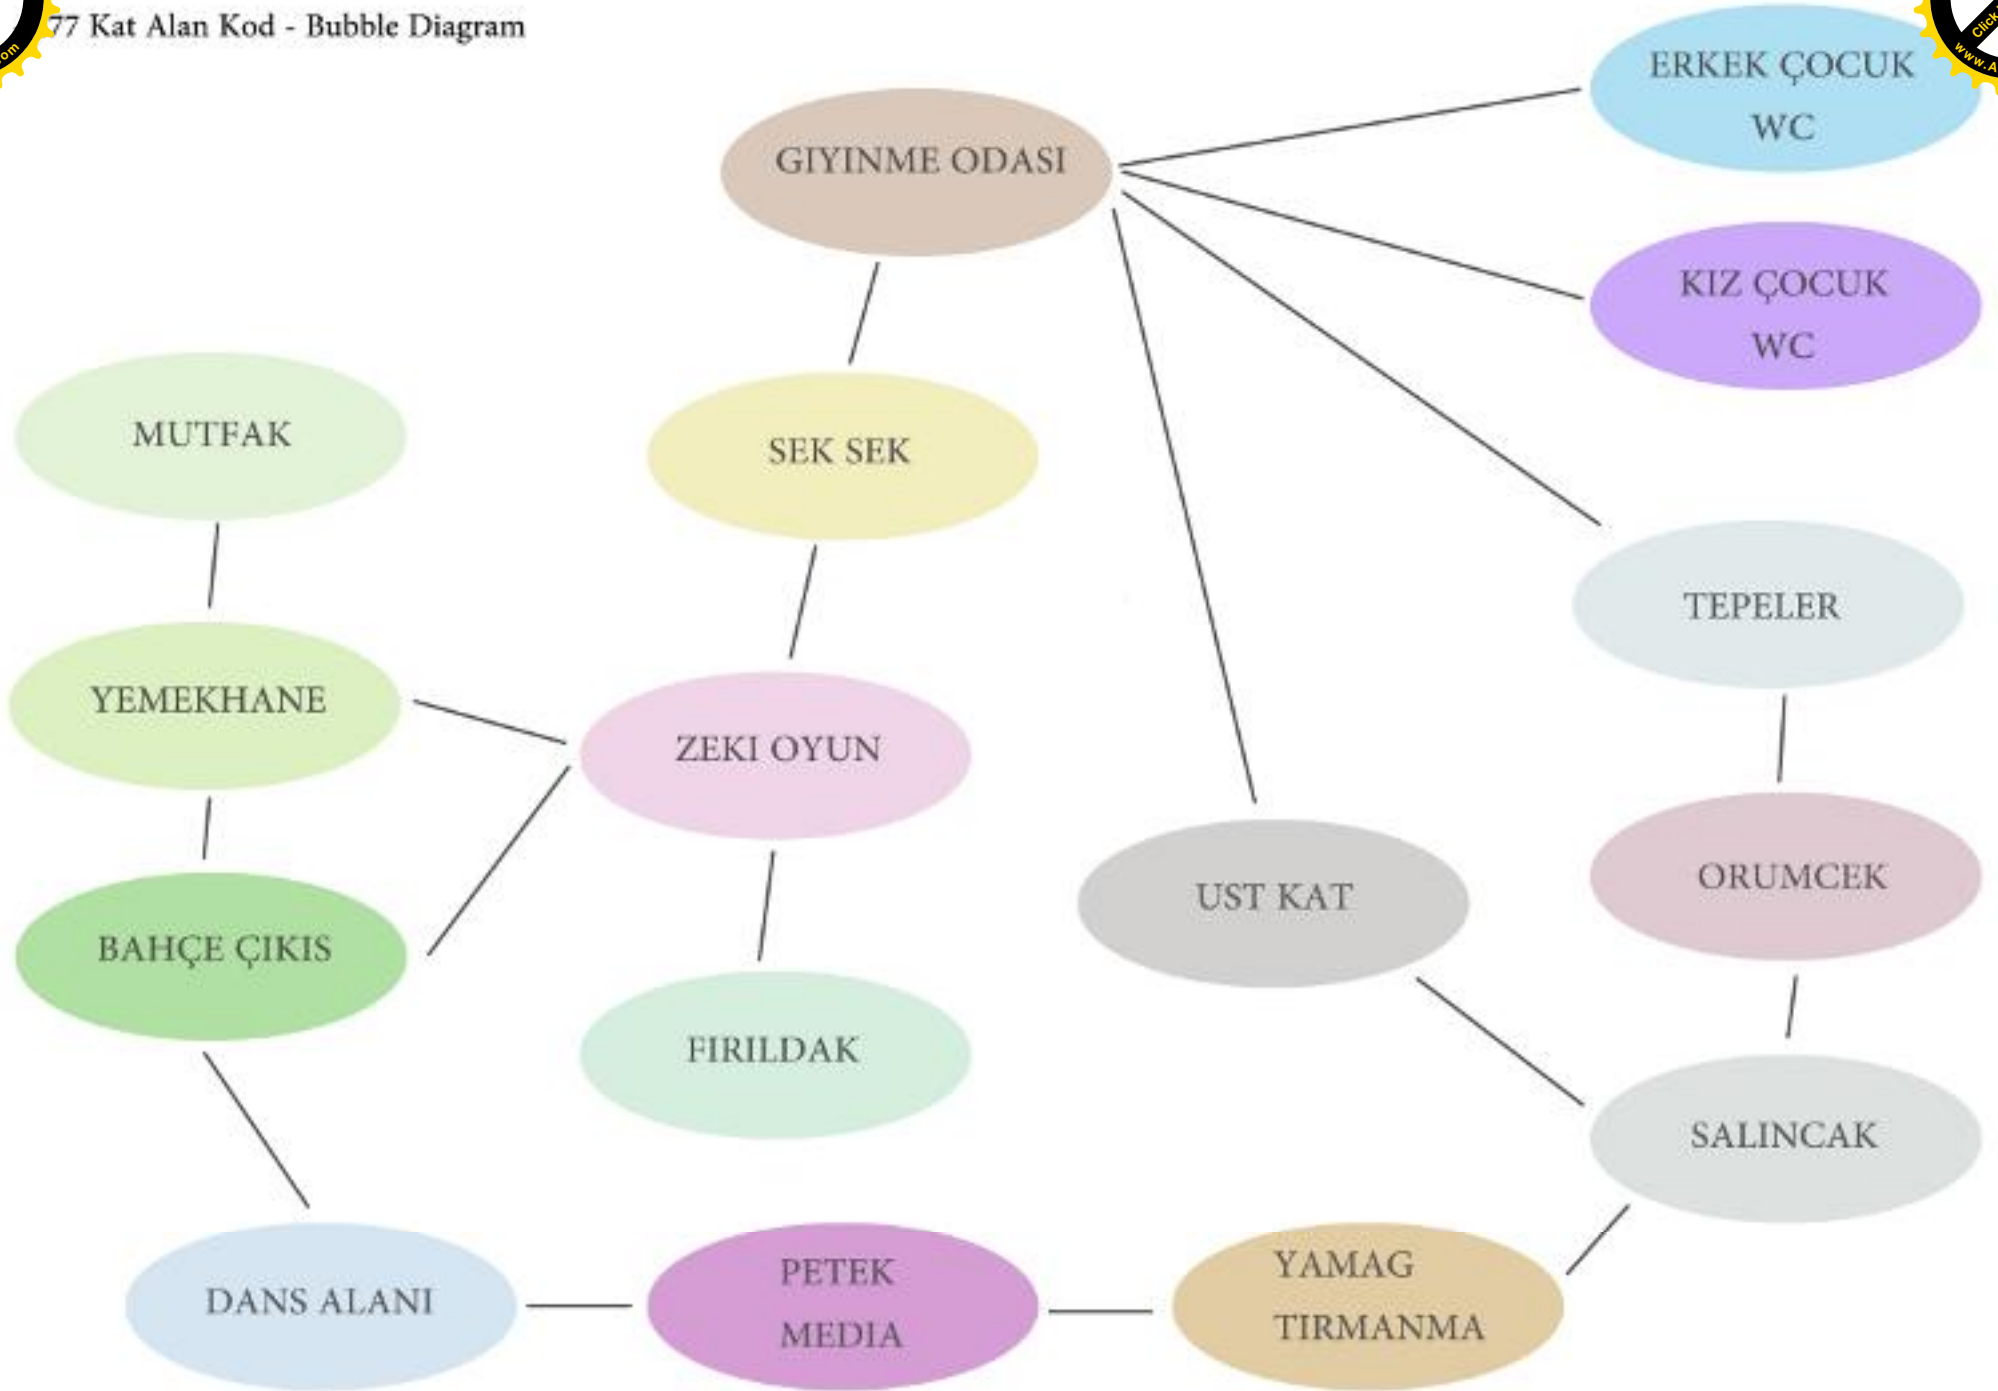 77 Kat Alan Kod - Bubble Diagram
ERKEK ÇOCUK
WC
GIYINME ODASI
KIZ ÇOCUK
WC
MUTFAK
SEK SEK
TEPELER
YEMEKHANE
ZEKI OYUN
UST KAT
ORUMCEK
BAHÇE ÇIKIS
FIRILDAK
SALINCAK
DANS ALANI
PETEK
MEDIA
YAMAG
TIRMANMA